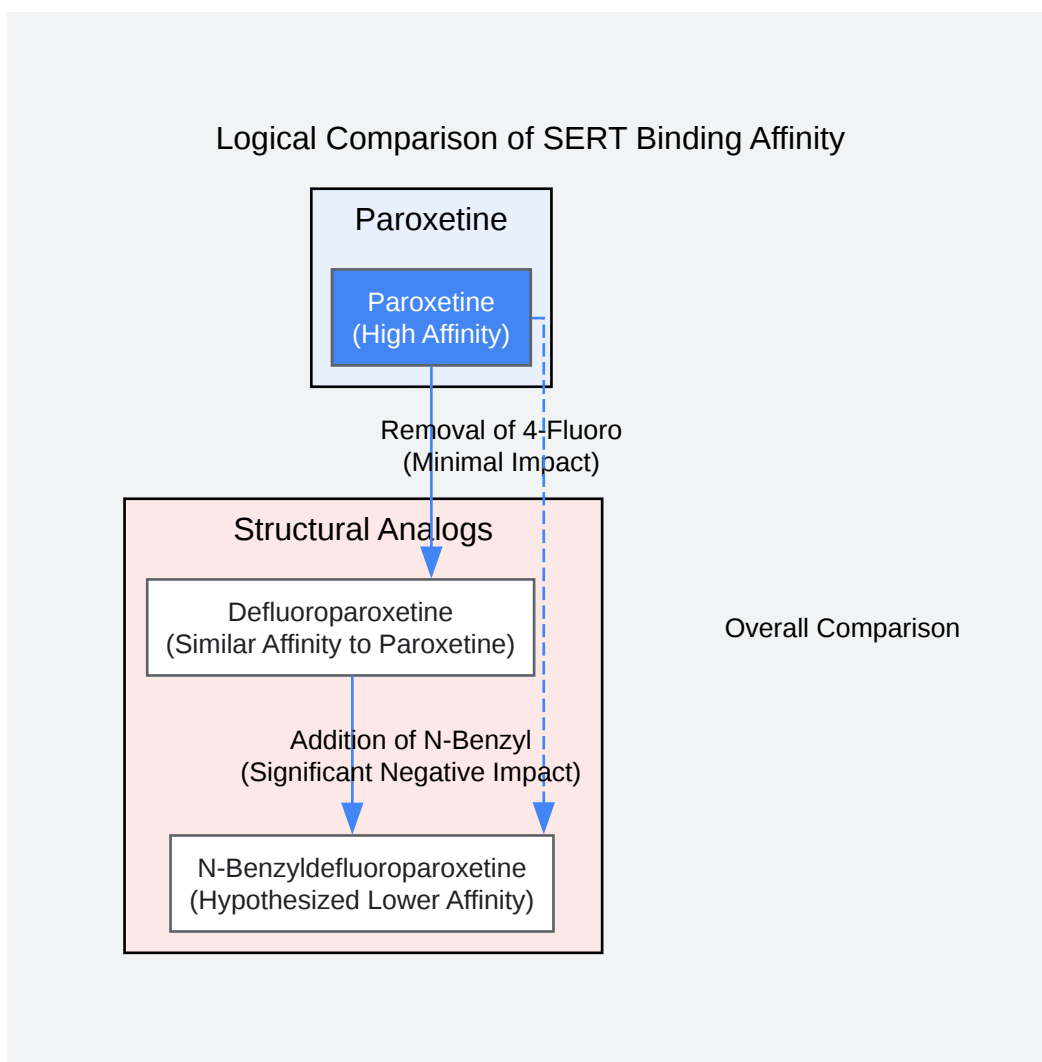 Logical Comparison of SERT Binding Affinity
Paroxetine
Paroxetine
(High Affinity)
Removal of 4-Fluoro
(Minimal Impact)
Structural Analogs
Defluoroparoxetine
(Similar Affinity to Paroxetine)
Overall Comparison
Addition of N-Benzyl
(Significant Negative Impact)
N-Benzyldefluoroparoxetine
(Hypothesized Lower Affinity)